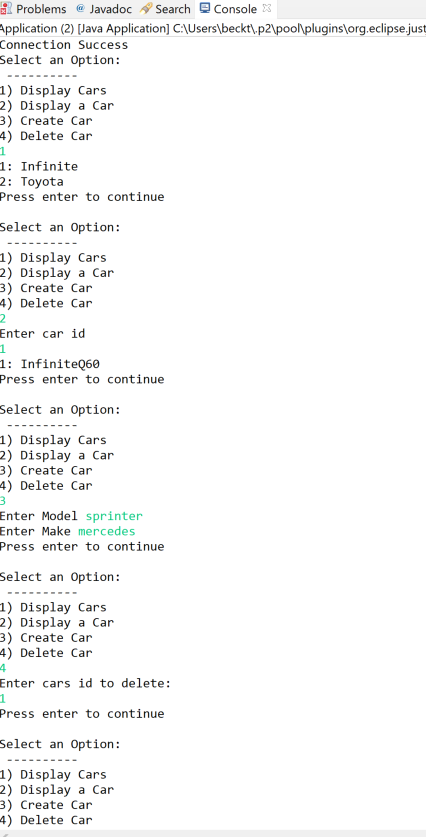 Problems @ Javadoc Search Console
Application (2) [Java Application] C:\Users\beckt\.p2\pool\plugins\org.eclipse.just
Connection Success
Select an Option:
----------
1) Display Cars
2) Display a Car
3) Create Car
4) Delete Car
1
1: Infinite
2: Toyota
Press enter to continue
Select an Option:
----------
1) Display Cars
2) Display a Car
3) Create Car
4) Delete Car
2
Enter car id
1
1: InfiniteQ60
Press enter to continue
Select an Option:
----------
1) Display Cars
2) Display a Car
3) Create Car
4) Delete Car
3
Enter Model sprinter
Enter Make mercedes
Press enter to continue
Select an Option:
----------
1) Display Cars
2) Display a Car
3) Create Car
4) Delete Car
4
Enter cars id to delete:
1
Press enter to continue
Select an Option:
----------
1) Display Cars
2) Display a Car
3) Create Car
4) Delete Car